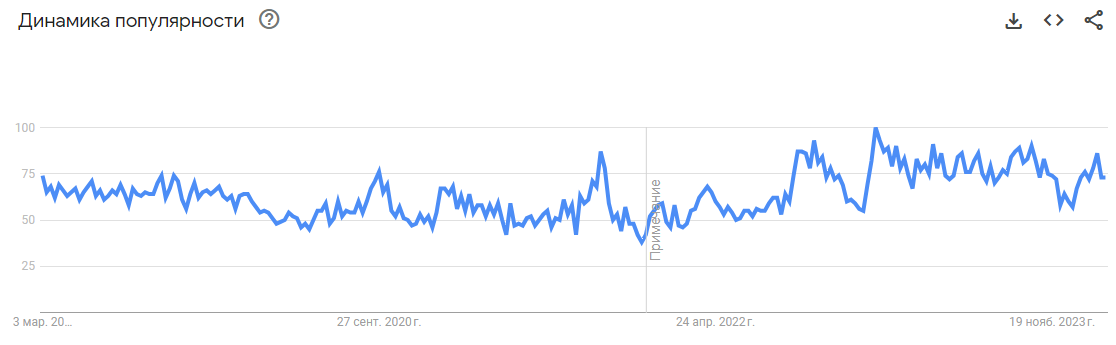 Динамика популярности ?
100
75
50
25
Примечание
3 мар. 20…
27 сент. 2020 г.
24 апр. 2022 г.
19 нояб. 2023 г.